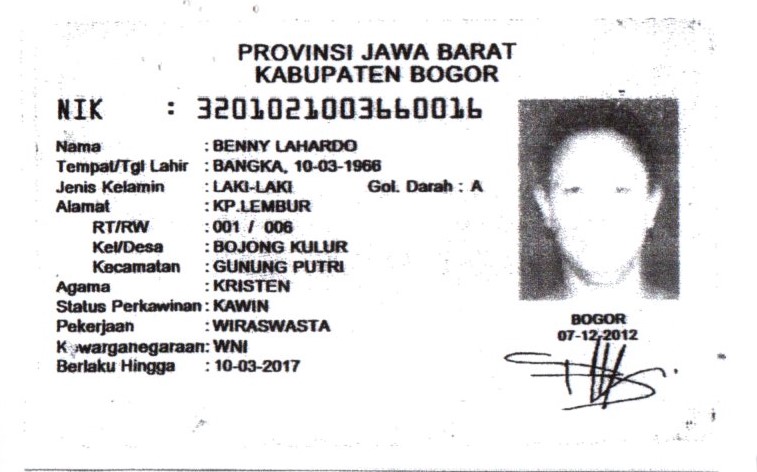 PROVINSI JAWA BARAT
KABUPATEN BOGOR
NIK : 3201021003660016
Nama : BENNY LAHARDO
Tempat/Tgl Lahir : BANGKA, 10-03-1966
Jenis Kelamin : LAKI-LAKI Gol. Darah : A
Alamat : KP.LEMBUR
RT/RW : 001 / 006
Kel/Desa : BOJONG KULUR
Kecamatan : GUNUNG PUTRI
Agama : KRISTEN
Status Perkawinan : KAWIN
Pekerjaan : WIRASWASTA
Kewarganegaraan: WNI
Berlaku Hingga : 10-03-2017
BOGOR
07-12-2012